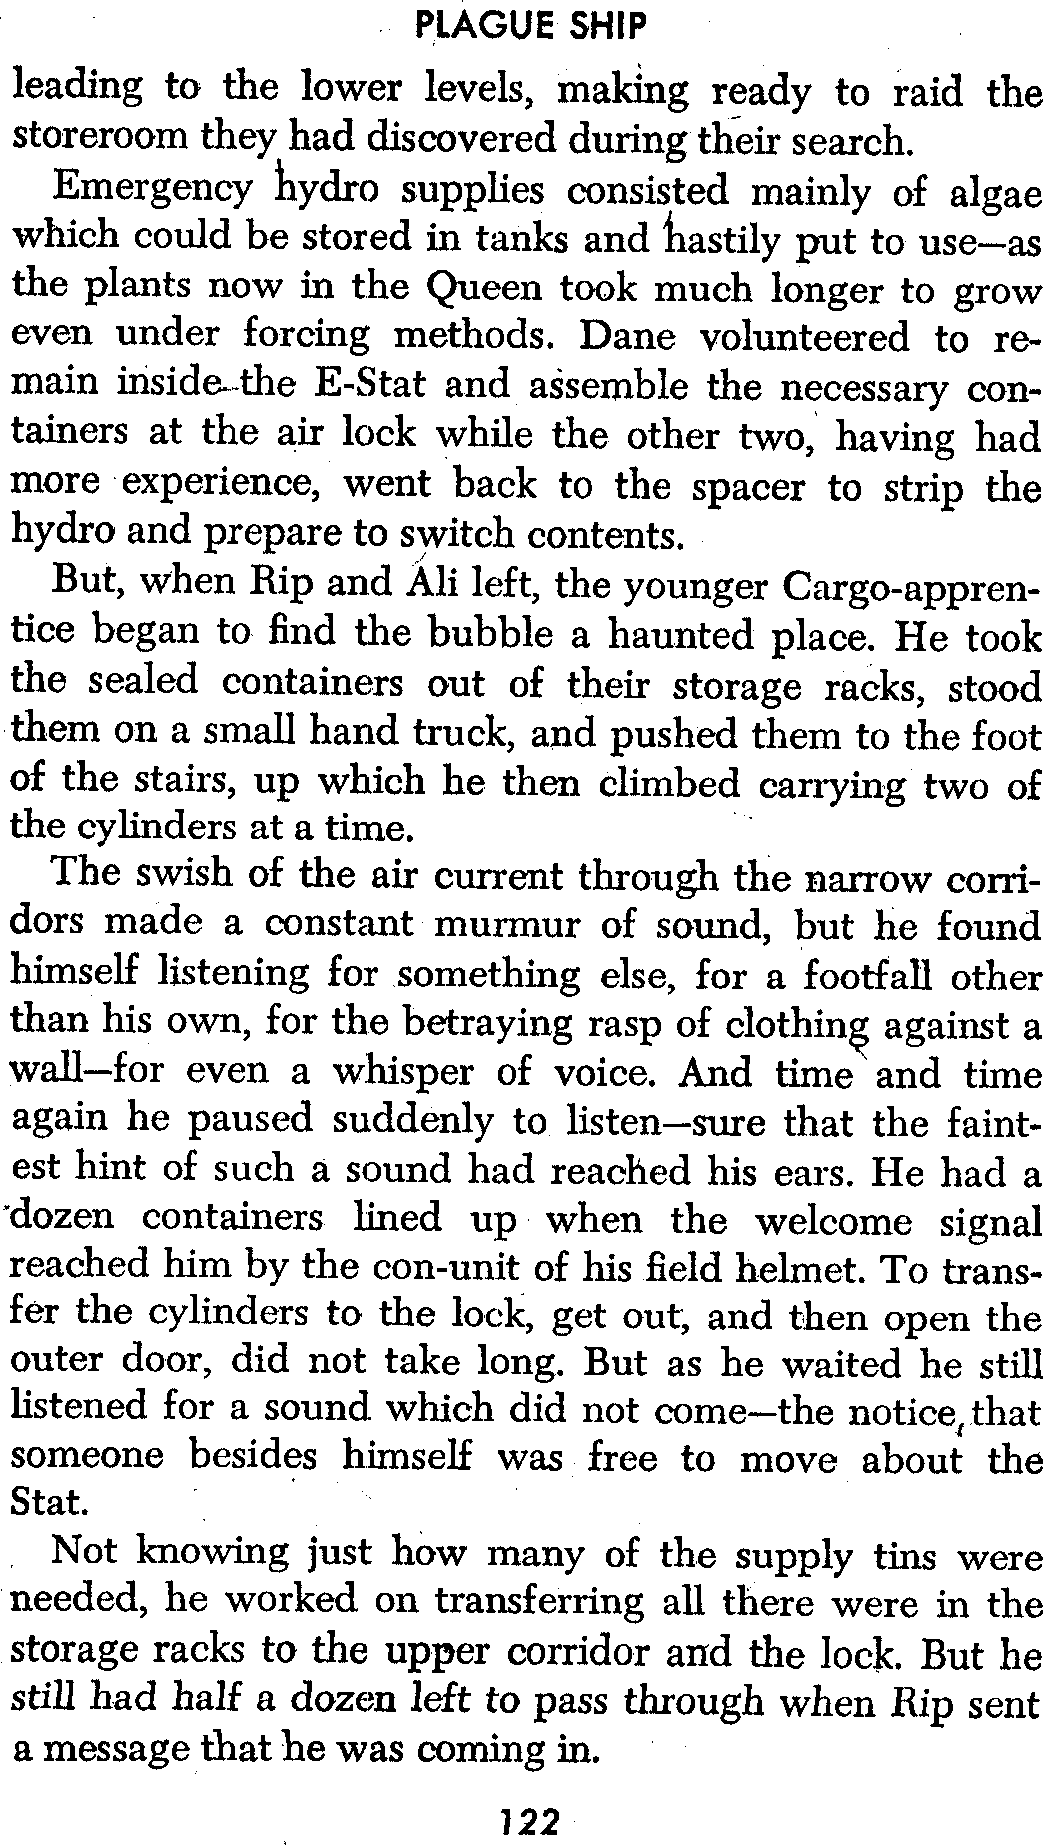 PLAGUE SHIP
leading to the lower levels, making ready to raid the
storeroom they had discovered during their search.
Emergency hydro supplies consisted mainly of algae
which could be stored in tanks and hastily put to use—as
the plants now in the Queen took much longer to grow
even under forcing methods. Dane volunteered to re-
main inside the E-Stat and assemble the necessary con-
tainers at the air lock while the other two, having had
more experience, went back to the spacer to strip the
hydro and prepare to switch contents.
But, when Rip and Ali left, the younger Cargo-appren-
tice began to find the bubble a haunted place. He took
the sealed containers out of their storage racks, stood
them on a small hand truck, and pushed them to the foot
of the stairs, up which he then climbed carrying two of
the cylinders at a time.
The swish of the air current through the narrow corri-
dors made a constant murmur of sound, but he found
himself listening for something else, for a footfall other
than his own, for the betraying rasp of clothing against a
wall—for even a whisper of voice. And time and time
again he paused suddenly to listen—sure that the faint-
est hint of such a sound had reached his ears. He had a
dozen containers lined up when the welcome signal
reached him by the con-unit of his field helmet. To trans-
fer the cylinders to the lock, get out, and then open the
outer door, did not take long. But as he waited he still
listened for a sound which did not come—the notice that
someone besides himself was free to move about the
Stat.
Not knowing just how many of the supply tins were
needed, he worked on transferring all there were in the
storage racks to the upper corridor and the lock. But he
still had half a dozen left to pass through when Rip sent
a message that he was coming in.
122